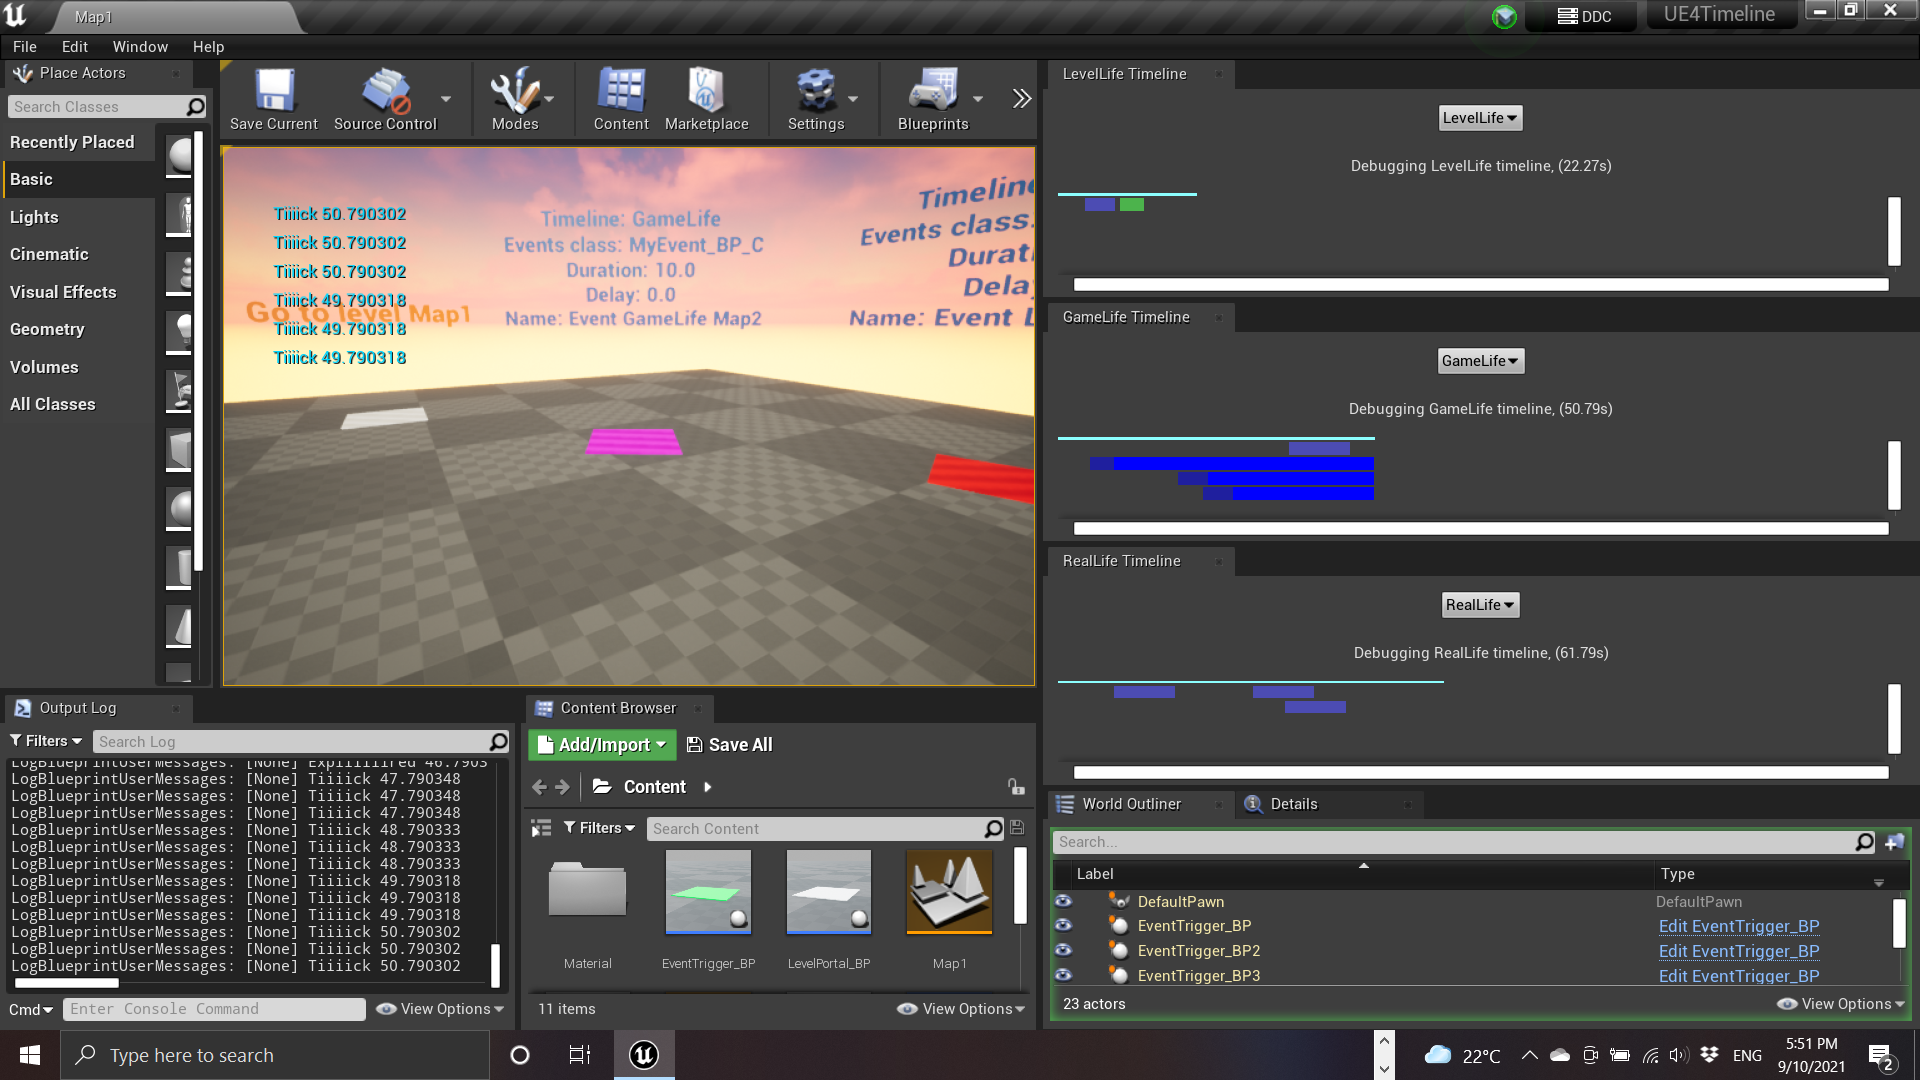 Map1
DDC
UE4Timeline
File
Edit
Window
Help
Place Actors
Search Classes
Recently Placed
Basic
Lights
Cinematic
Visual Effects
Geometry
Volumes
All Classes
Save Current
Source Control
Modes
Content
Marketplace
Settings
Blueprints
Tiiiick 50.790302
Tiiiick 50.790302
Tiiiick 50.790302
Tiiiick 49.790318
Tiiiick 49.790318
Tiiiick 49.790318
Go to level Map1
Timeline: GameLife
Events class: MyEvent_BP_C
Duration: 10.0
Delay: 0.0
Name: Event GameLife Map2
Timeline
Events class:
Durati
Delay
Name: Event L
LevelLife Timeline
LevelLife
Debugging LevelLife timeline, (22.27s)
GameLife Timeline
GameLife
Debugging GameLife timeline, (50.79s)
RealLife Timeline
RealLife
Debugging RealLife timeline, (61.79s)
Output Log
Filters
Search Log
LogBlueprintUserMessages: [None] Expiiiiiired 46.7903
LogBlueprintUserMessages: [None] Tiiiick 47.790348
LogBlueprintUserMessages: [None] Tiiiick 47.790348
LogBlueprintUserMessages: [None] Tiiiick 47.790348
LogBlueprintUserMessages: [None] Tiiiick 48.790333
LogBlueprintUserMessages: [None] Tiiiick 48.790333
LogBlueprintUserMessages: [None] Tiiiick 48.790333
LogBlueprintUserMessages: [None] Tiiiick 49.790318
LogBlueprintUserMessages: [None] Tiiiick 49.790318
LogBlueprintUserMessages: [None] Tiiiick 49.790318
LogBlueprintUserMessages: [None] Tiiiick 50.790302
LogBlueprintUserMessages: [None] Tiiiick 50.790302
LogBlueprintUserMessages: [None] Tiiiick 50.790302
Cmd
Enter Console Command
View Options
Content Browser
Add/Import
Save All
Content
Filters
Search Content
Material
EventTrigger_BP
LevelPortal_BP
Map1
11 items
View Options
World Outliner
Details
Search...
Label
Type
DefaultPawn
DefaultPawn
EventTrigger_BP
Edit EventTrigger_BP
EventTrigger_BP2
Edit EventTrigger_BP
EventTrigger_BP3
Edit EventTrigger_BP
23 actors
View Options
Type here to search
22°C
ENG
5:51 PM
9/10/2021
2